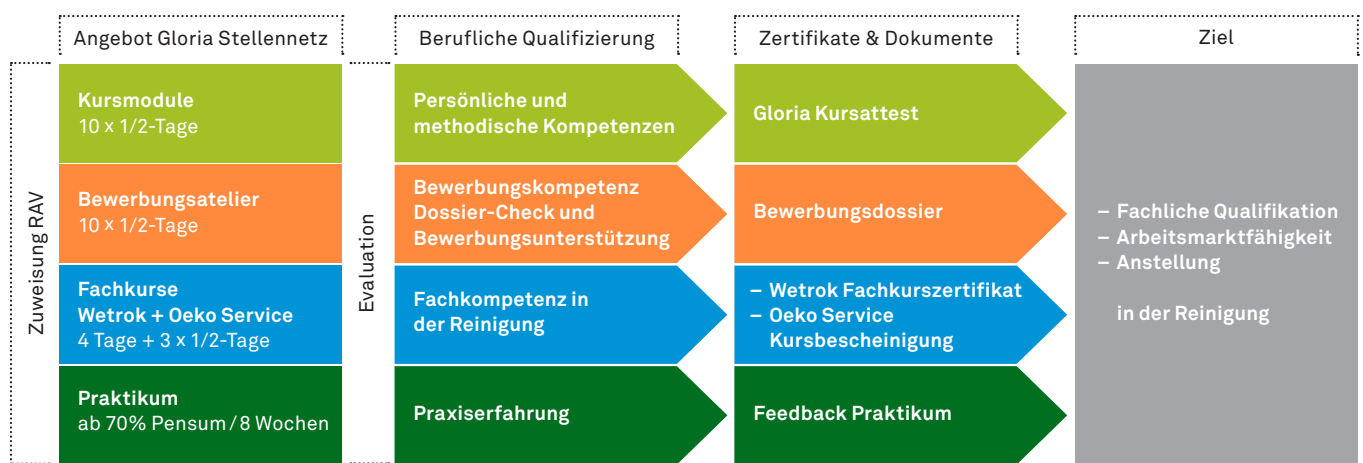 Angebot Gloria Stellennetz
Berufliche Qualifizierung
Zertifikate & Dokumente
Ziel
Zuweisung RAV
Kursmodule
10 x 1/2-Tage
Evaluation
Persönliche und
methodische Kompetenzen
Gloria Kursattest
Bewerbungsatelier
10 x 1/2-Tage
Bewerbungskompetenz
Dossier-Check und
Bewerbungsunterstützung
Bewerbungsdossier
Fachkurse
Wetrok + Oeko Service
4 Tage + 3 x 1/2-Tage
Fachkompetenz in
der Reinigung
– Wetrok Fachkurszertifikat
– Oeko Service
Kursbescheinigung
Praktikum
ab 70% Pensum / 8 Wochen
Praxiserfahrung
Feedback Praktikum
– Fachliche Qualifikation
– Arbeitsmarktfähigkeit
– Anstellung
in der Reinigung